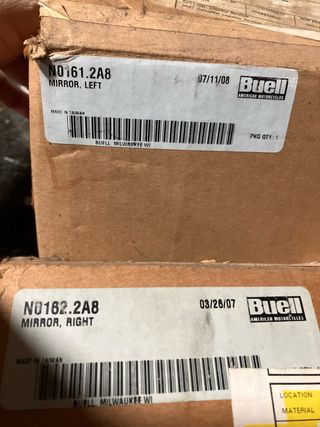 N0161.2A8
MIRROR, LEFT
07/11/08
Buell
AMERICAN MOTORCYCLES
MADE IN TAIWAN
PKG QTY: 1
BUELL MILWAUKEE WI
N0162.2A8
MIRROR, RIGHT
03/26/07
Buell
AMERICAN MOTORCYCLES
MADE IN TAIWAN
BUELL MILWAUKEE WI
LOCATION
MATERIAL